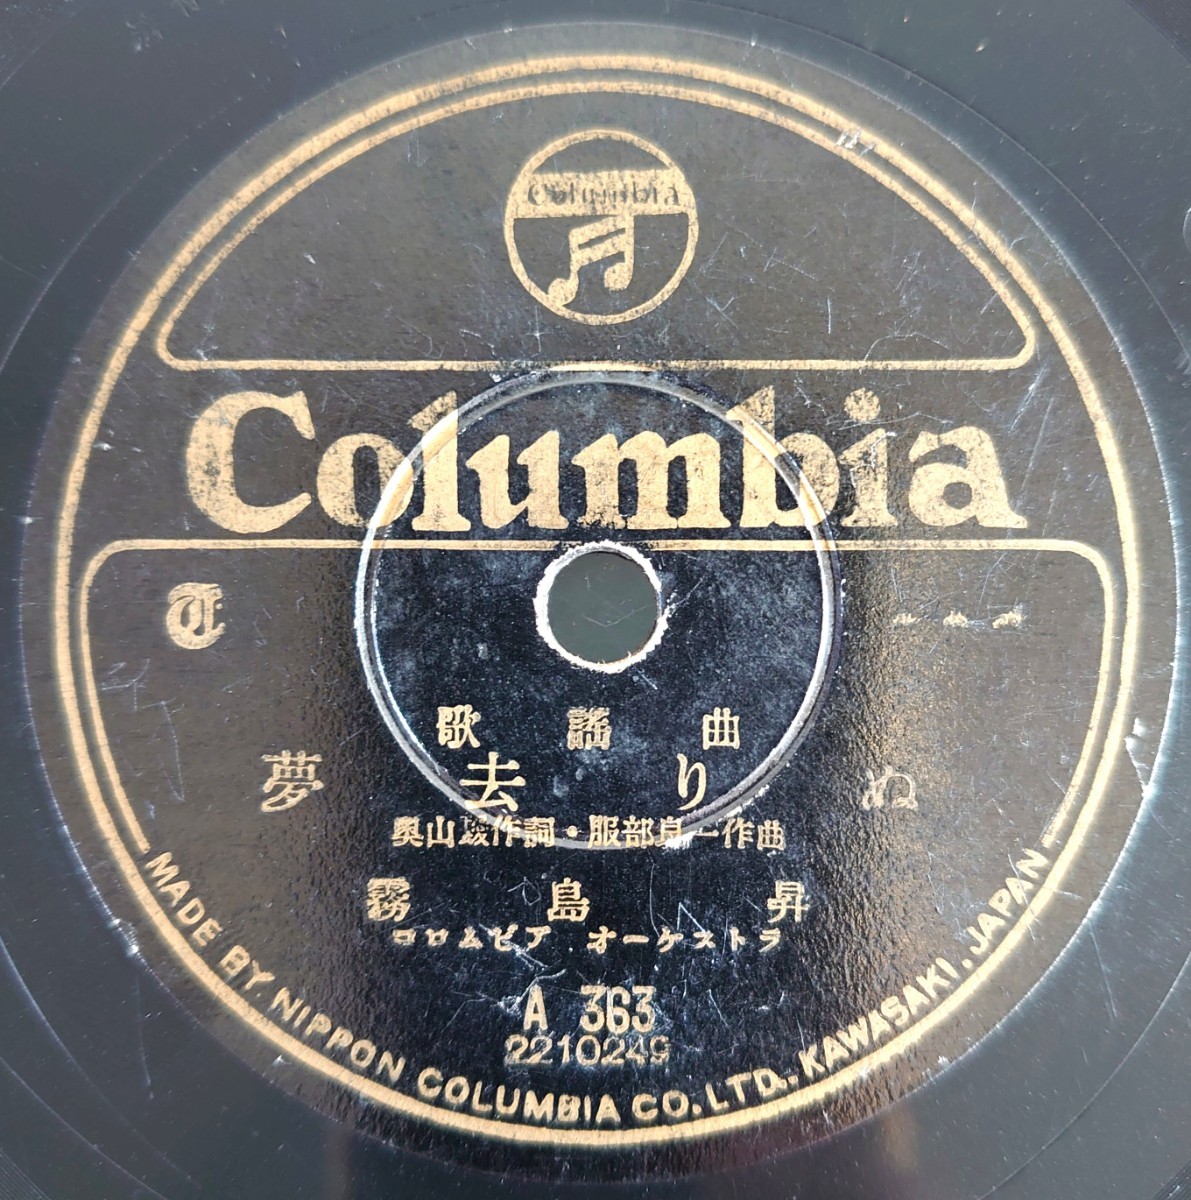 Columbia
Columbia
T
歌謡曲
夢去りぬ
奥山靉作詞・服部良一作曲
霧島昇
コロムビア オーケストラ
A 363
2210249
MADE BY NIPPON COLUMBIA CO., LTD., KAWASAKI, JAPAN